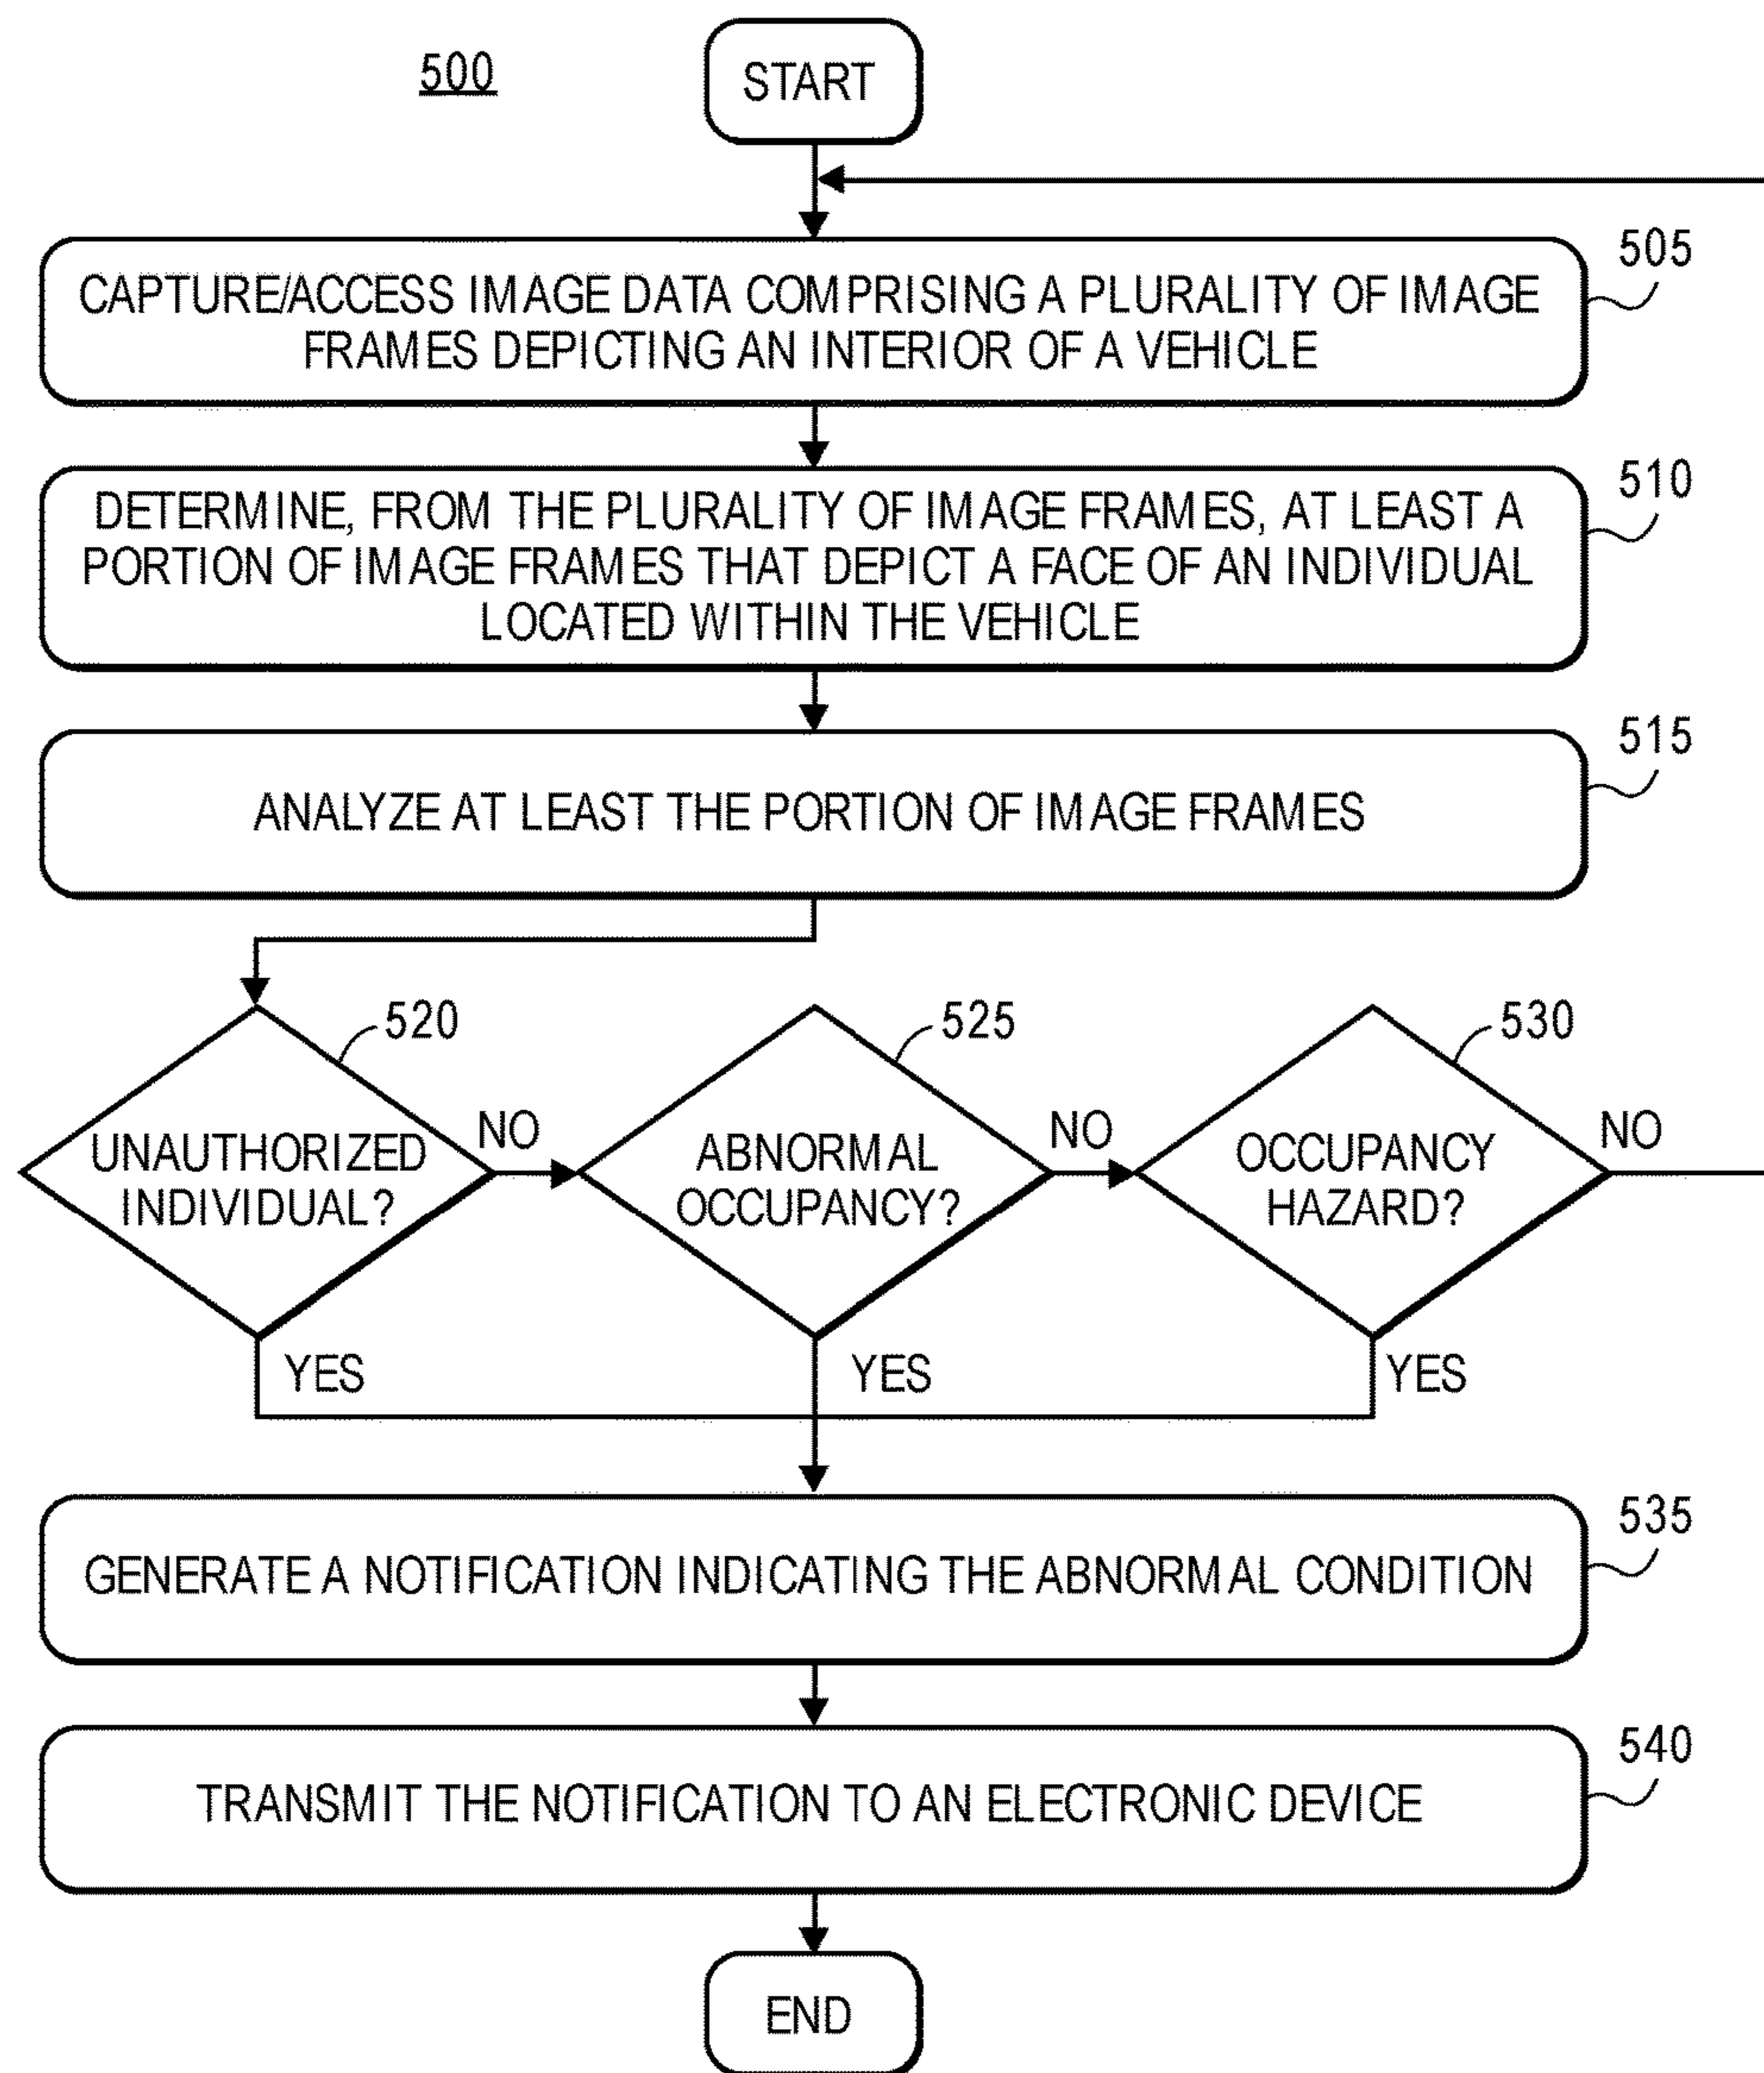 500
START
505
CAPTURE/ACCESS IMAGE DATA COMPRISING A PLURALITY OF IMAGE
FRAMES DEPICTING AN INTERIOR OF A VEHICLE
510
DETERMINE, FROM THE PLURALITY OF IMAGE FRAMES, AT LEAST A
PORTION OF IMAGE FRAMES THAT DEPICT A FACE OF AN INDIVIDUAL
LOCATED WITHIN THE VEHICLE
515
ANALYZE AT LEAST THE PORTION OF IMAGE FRAMES
520
UNAUTHORIZED
INDIVIDUAL?
NO
YES
525
ABNORMAL
OCCUPANCY?
NO
YES
530
OCCUPANCY
HAZARD?
NO
YES
535
GENERATE A NOTIFICATION INDICATING THE ABNORMAL CONDITION
540
TRANSMIT THE NOTIFICATION TO AN ELECTRONIC DEVICE
END